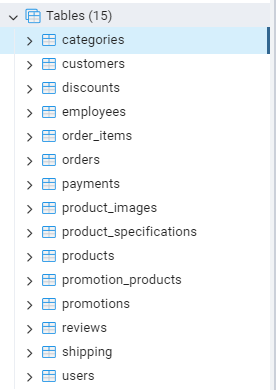 Tables (15)
categories
customers
discounts
employees
order_items
orders
payments
product_images
product_specifications
products
promotion_products
promotions
reviews
shipping
users